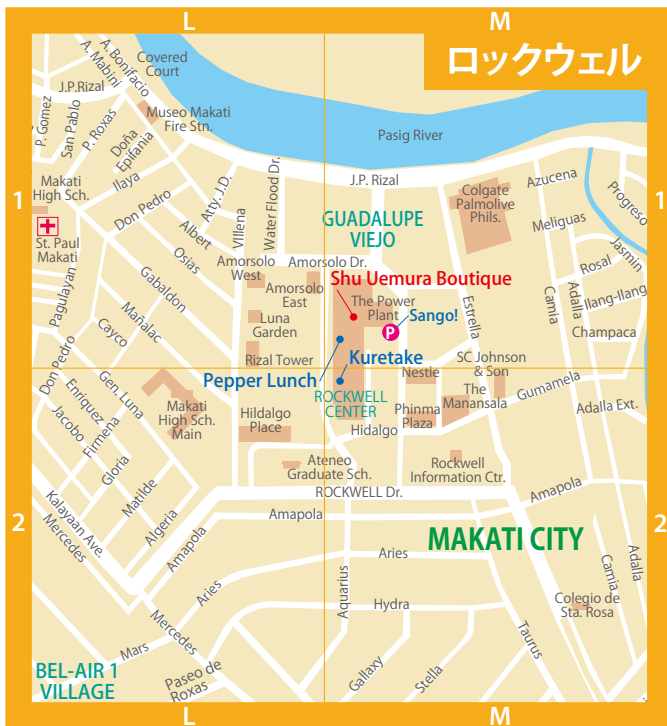 L
M
ロックウェル
A. Mabini
A. Bonifacio
Covered
Court
J.P.Rizal
P. Gomez
San Pablo
P. Roxas
Doña
Epifania
Museo Makati
Fire Stn.
Pasig River
Makati
High Sch.
Ilaya
Atty. J.D.
Villena
Water Flood Dr.
J.P. Rizal
Colgate
Palmolive
Phils.
Azucena
Progreso
1
1
St. Paul
Makati
Don Pedro
Albert
Osias
GUADALUPE
VIEJO
Meliguas
Jasmin
Rosal
Pagulayan
Gabaldon
Amorsolo
West
Amorsolo Dr.
Amorsolo
East
Shu Uemura Boutique
The Power
Plant
P
Sango!
Estrella
Camia
Adalla
Ilang-Ilang
Champaca
Cayco
Mañalac
Luna
Garden
Rizal Tower
Kuretake
Pepper Lunch
ROCKWELL
CENTER
Nestle
SC Johnson
& Son
Gumamela
Don Pedro
Enriquez
Jacobo
Gen. Luna
Firmena
Makati
High Sch.
Main
Hildalgo
Place
Phinma
Plaza
The
Manansala
Adalla Ext.
Hidalgo
Gloria
Matilde
Algeria
Ateneo
Graduate Sch.
Rockwell
Information Ctr.
ROCKWELL Dr.
Amapola
Kalayaan Ave.
Mercedes
Amapola
Amapola
2
2
MAKATI CITY
Aries
Aries
Aquarius
Hydra
Camia
Adalla
Colegio de
Sta. Rosa
Mars
Mercedes
Paseo de
Roxas
Gallaxy
Stella
Taurus
BEL-AIR 1
VILLAGE
L
M